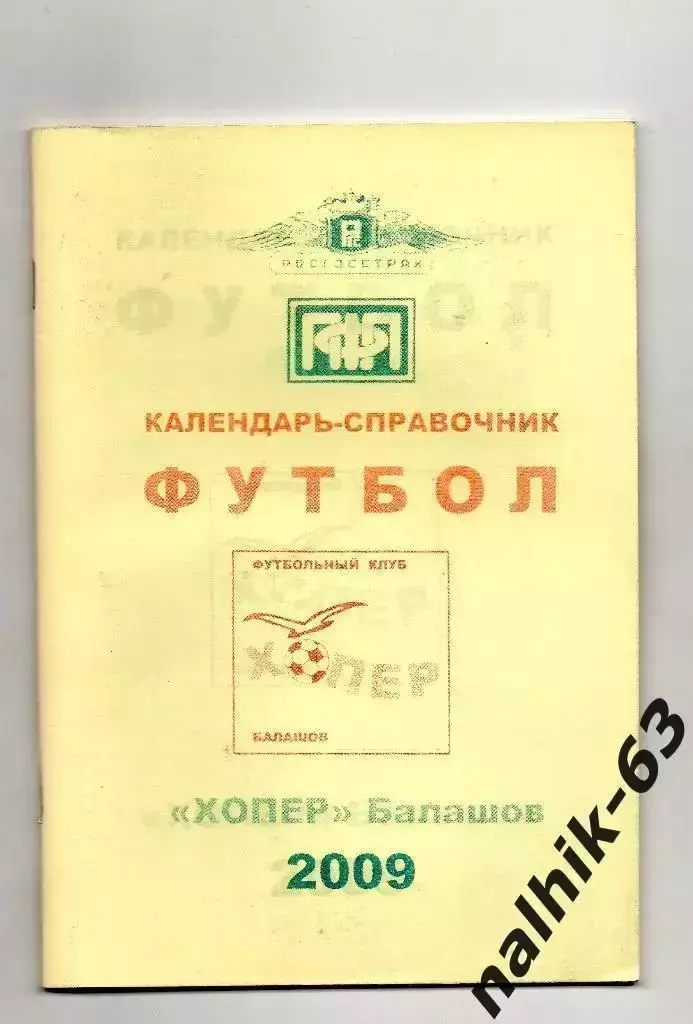 РОСГОССТРАХ
КАЛЕНДАРЬ-СПРАВОЧНИК
ФУТБОЛ
ФУТБОЛЬНЫЙ КЛУБ
ХОПЕР
БАЛАШОВ
«ХОПЕР» Балашов
2009
nalhik-63